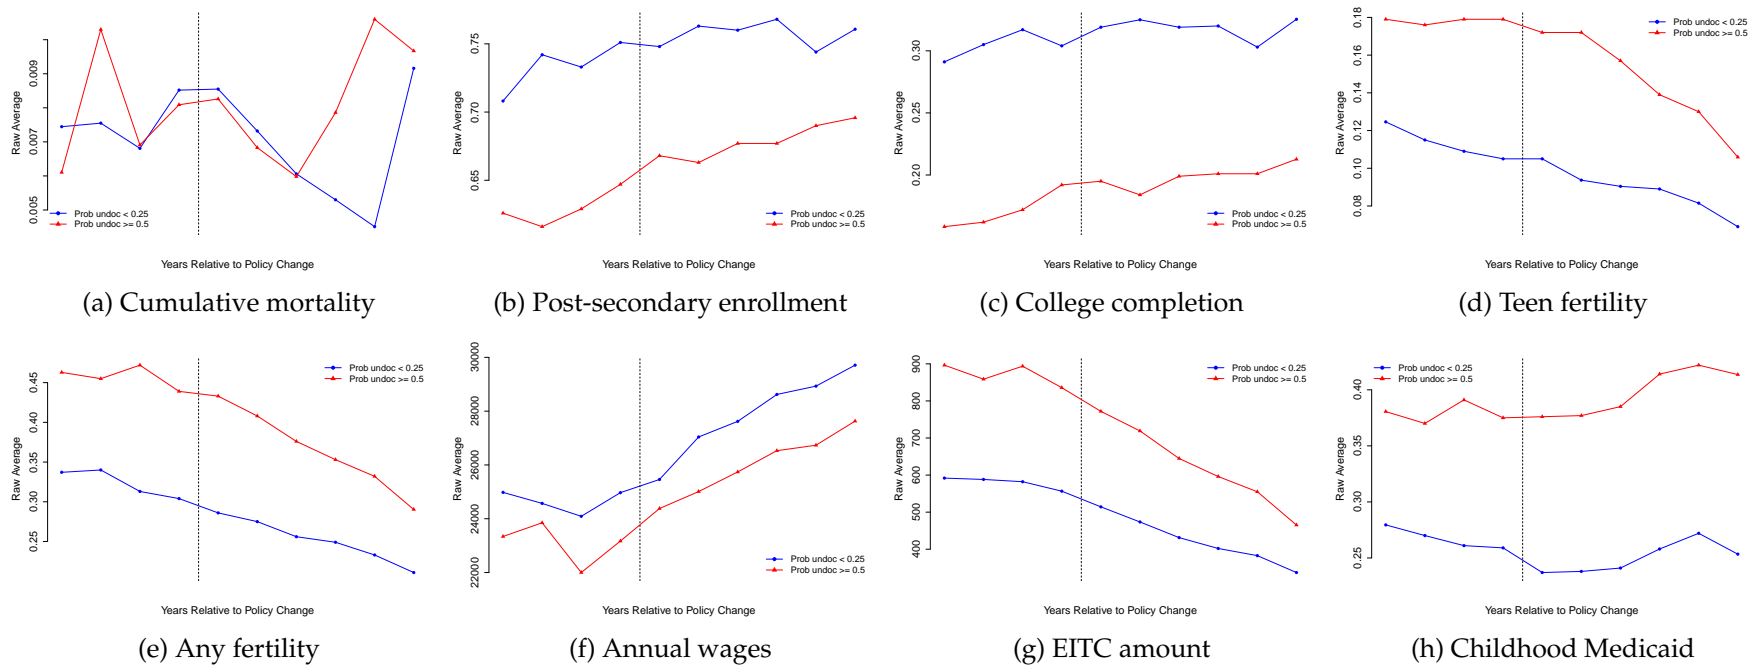 Raw Average
0.005
0.007
0.009
Prob undoc < 0.25
Prob undoc >= 0.5
Years Relative to Policy Change
(a) Cumulative mortality
Raw Average
0.65
0.70
0.75
Prob undoc < 0.25
Prob undoc >= 0.5
Years Relative to Policy Change
(b) Post-secondary enrollment
Raw Average
0.20
0.25
0.30
Prob undoc < 0.25
Prob undoc >= 0.5
Years Relative to Policy Change
(c) College completion
Raw Average
0.08
0.10
0.12
0.14
0.16
0.18
Prob undoc < 0.25
Prob undoc >= 0.5
Years Relative to Policy Change
(d) Teen fertility
Raw Average
0.25
0.30
0.35
0.40
0.45
Prob undoc < 0.25
Prob undoc >= 0.5
Years Relative to Policy Change
(e) Any fertility
Raw Average
22000
24000
26000
28000
30000
Prob undoc < 0.25
Prob undoc >= 0.5
Years Relative to Policy Change
(f) Annual wages
Raw Average
400
500
600
700
800
900
Prob undoc < 0.25
Prob undoc >= 0.5
Years Relative to Policy Change
(g) EITC amount
Raw Average
0.25
0.30
0.35
0.40
Prob undoc < 0.25
Prob undoc >= 0.5
Years Relative to Policy Change
(h) Childhood Medicaid